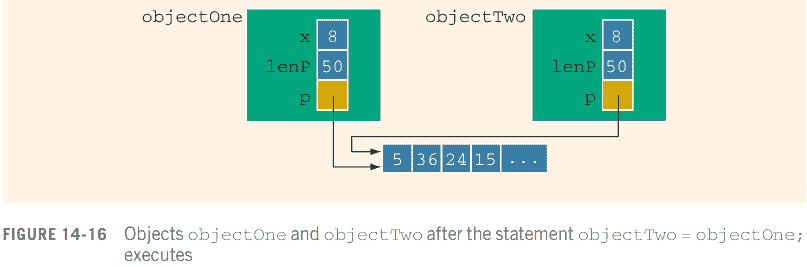 objectOne objectTwo
x 8 x 8
lenP 50 lenP 50
p p
5 36 24 15 ...
FIGURE 14-16 Objects objectOne and objectTwo after the statement objectTwo = objectOne;
executes